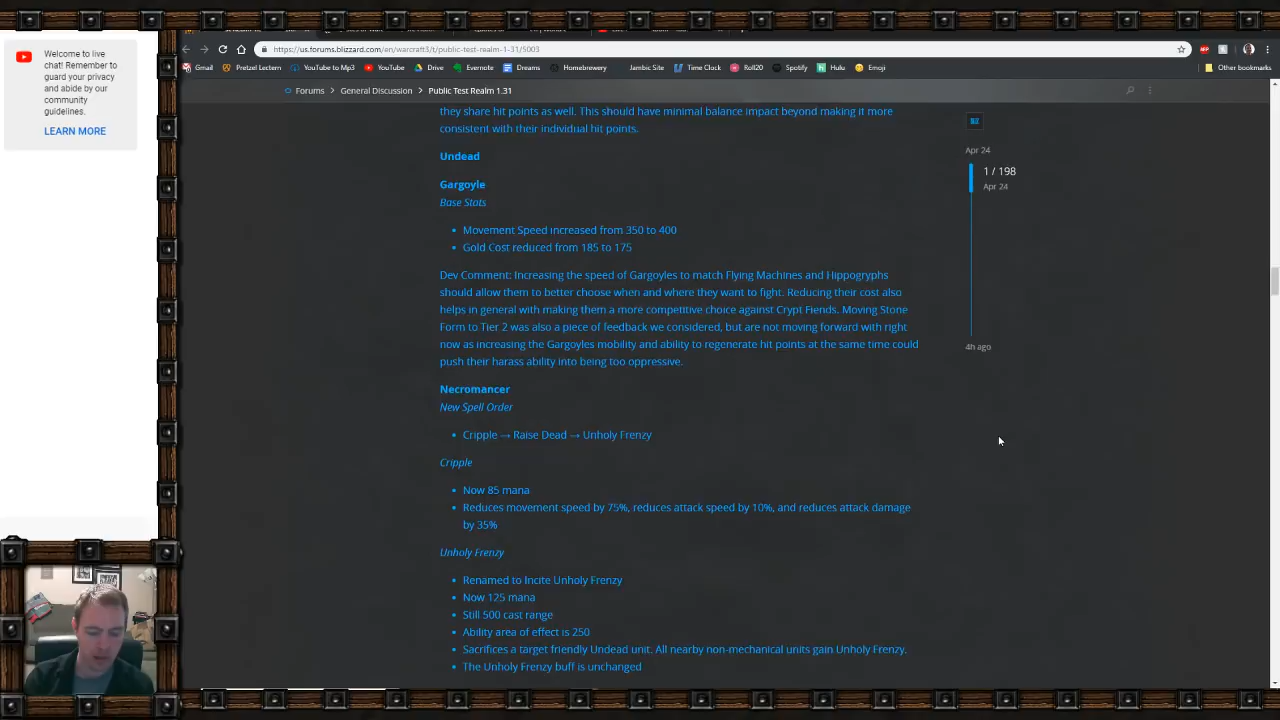 Welcome to live
chat! Remember to
guard your privacy
and abide by our
community
guidelines.
LEARN MORE
https://us.forums.blizzard.com/en/warcraft3/t/public-test-realm-1-31/5003
Gmail Pretzel Lectern YouTube to Mp3 YouTube Drive Evernote Dreams Homebrewery Jambic Site Time Clock Roll20 Spotify Hulu Emoji Other bookmarks
Forums General Discussion Public Test Realm 1.31
they share hit points as well. This should have minimal balance impact beyond making it more
consistent with their individual hit points.
Apr 24
1 / 198
Apr 24
4h ago
Undead
Gargoyle
Base Stats
• Movement Speed increased from 350 to 400
• Gold Cost reduced from 185 to 175
Dev Comment: Increasing the speed of Gargoyles to match Flying Machines and Hippogryphs
should allow them to better choose when and where they want to fight. Reducing their cost also
helps in general with making them a more competitive choice against Crypt Fiends. Moving Stone
Form to Tier 2 was also a piece of feedback we considered, but are not moving forward with right
now as increasing the Gargoyles mobility and ability to regenerate hit points at the same time could
push their harass ability into being too oppressive.
Necromancer
New Spell Order
• Cripple → Raise Dead → Unholy Frenzy
Cripple
• Now 85 mana
• Reduces movement speed by 75%, reduces attack speed by 10%, and reduces attack damage
by 35%
Unholy Frenzy
• Renamed to Incite Unholy Frenzy
• Now 125 mana
• Still 500 cast range
• Ability area of effect is 250
• Sacrifices a target friendly Undead unit. All nearby non-mechanical units gain Unholy Frenzy.
• The Unholy Frenzy buff is unchanged